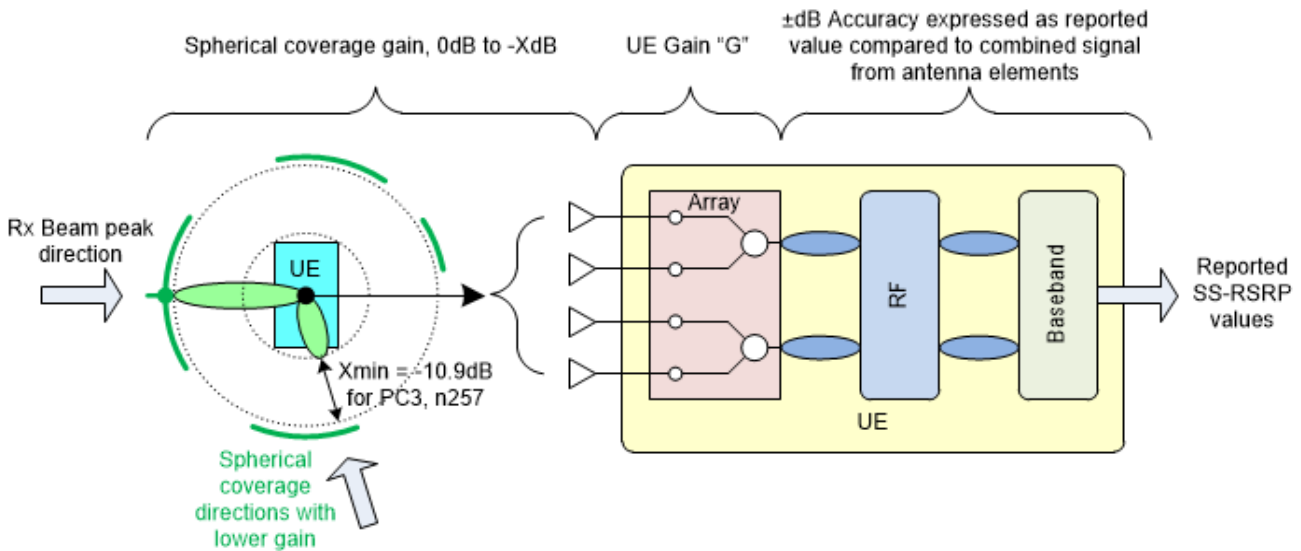 Spherical coverage gain, 0dB to -XdB
UE Gain “G”
±dB Accuracy expressed as reported
value compared to combined signal
from antenna elements
Rx Beam peak
direction
UE
Xmin = -10.9dB
for PC3, n257
Spherical
coverage
directions with
lower gain
Array
RF
Baseband
UE
Reported
SS-RSRP
values